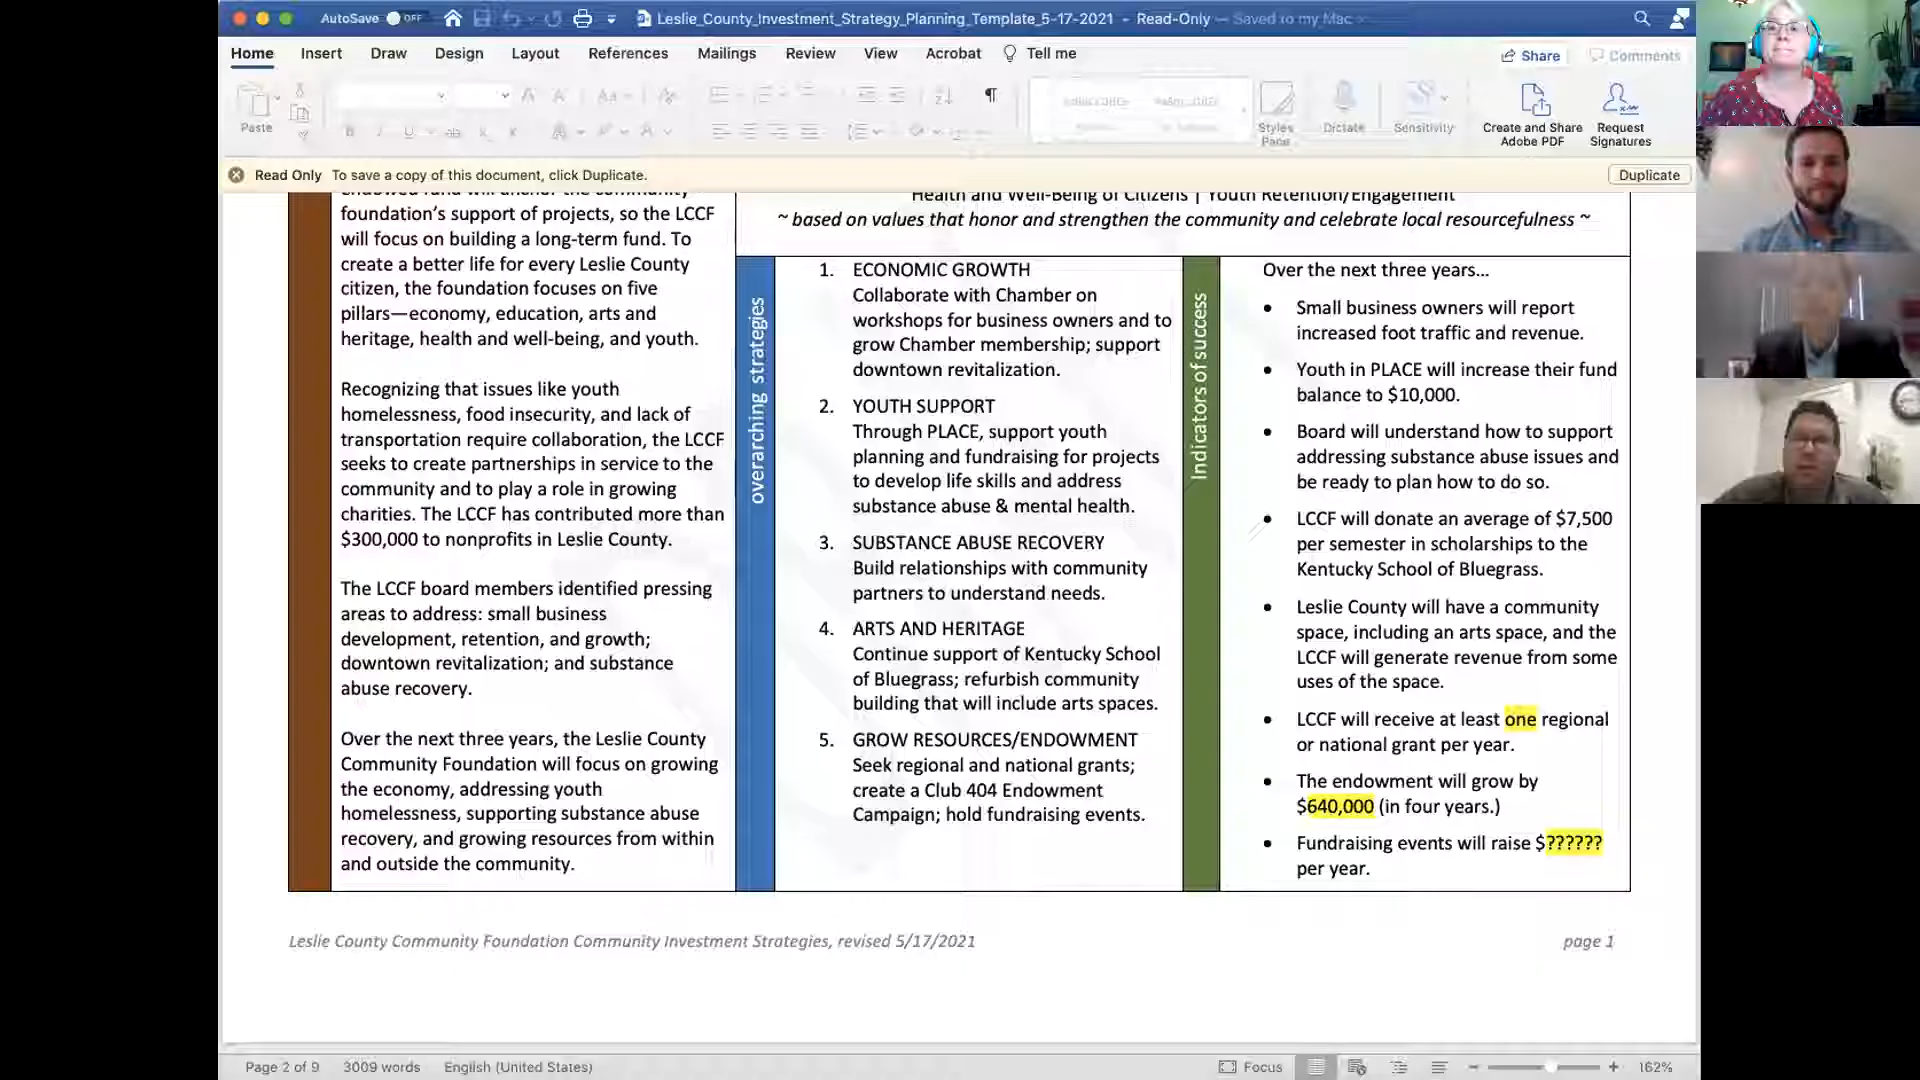 AutoSave OFF Leslie_County_Investment_Strategy_Planning_Template_5-17-2021 - Read-Only — Saved to my Mac
Home Insert Draw Design Layout References Mailings Review View Acrobat Tell me Share Comments
Paste Styles Pane Dictate Sensitivity Create and Share Adobe PDF Request Signatures
Read Only To save a copy of this document, click Duplicate. Duplicate
endowed fund will anchor the community
foundation's support of projects, so the LCCF
will focus on building a long-term fund. To
create a better life for every Leslie County
citizen, the foundation focuses on five
pillars—economy, education, arts and
heritage, health and well-being, and youth.
Recognizing that issues like youth
homelessness, food insecurity, and lack of
transportation require collaboration, the LCCF
seeks to create partnerships in service to the
community and to play a role in growing
charities. The LCCF has contributed more than
$300,000 to nonprofits in Leslie County.
The LCCF board members identified pressing
areas to address: small business
development, retention, and growth;
downtown revitalization; and substance
abuse recovery.
Over the next three years, the Leslie County
Community Foundation will focus on growing
the economy, addressing youth
homelessness, supporting substance abuse
recovery, and growing resources from within
and outside the community.
Health and Well-Being of Citizens | Youth Retention/Engagement
~ based on values that honor and strengthen the community and celebrate local resourcefulness ~
overarching strategies
1. ECONOMIC GROWTH
Collaborate with Chamber on
workshops for business owners and to
grow Chamber membership; support
downtown revitalization.
2. YOUTH SUPPORT
Through PLACE, support youth
planning and fundraising for projects
to develop life skills and address
substance abuse & mental health.
3. SUBSTANCE ABUSE RECOVERY
Build relationships with community
partners to understand needs.
4. ARTS AND HERITAGE
Continue support of Kentucky School
of Bluegrass; refurbish community
building that will include arts spaces.
5. GROW RESOURCES/ENDOWMENT
Seek regional and national grants;
create a Club 404 Endowment
Campaign; hold fundraising events.
Indicators of success
Over the next three years...
• Small business owners will report
increased foot traffic and revenue.
• Youth in PLACE will increase their fund
balance to $10,000.
• Board will understand how to support
addressing substance abuse issues and
be ready to plan how to do so.
• LCCF will donate an average of $7,500
per semester in scholarships to the
Kentucky School of Bluegrass.
• Leslie County will have a community
space, including an arts space, and the
LCCF will generate revenue from some
uses of the space.
• LCCF will receive at least one regional
or national grant per year.
• The endowment will grow by
$640,000 (in four years.)
• Fundraising events will raise $??????
per year.
Leslie County Community Foundation Community Investment Strategies, revised 5/17/2021 page 1
Page 2 of 9 3009 words English (United States) Focus 162%